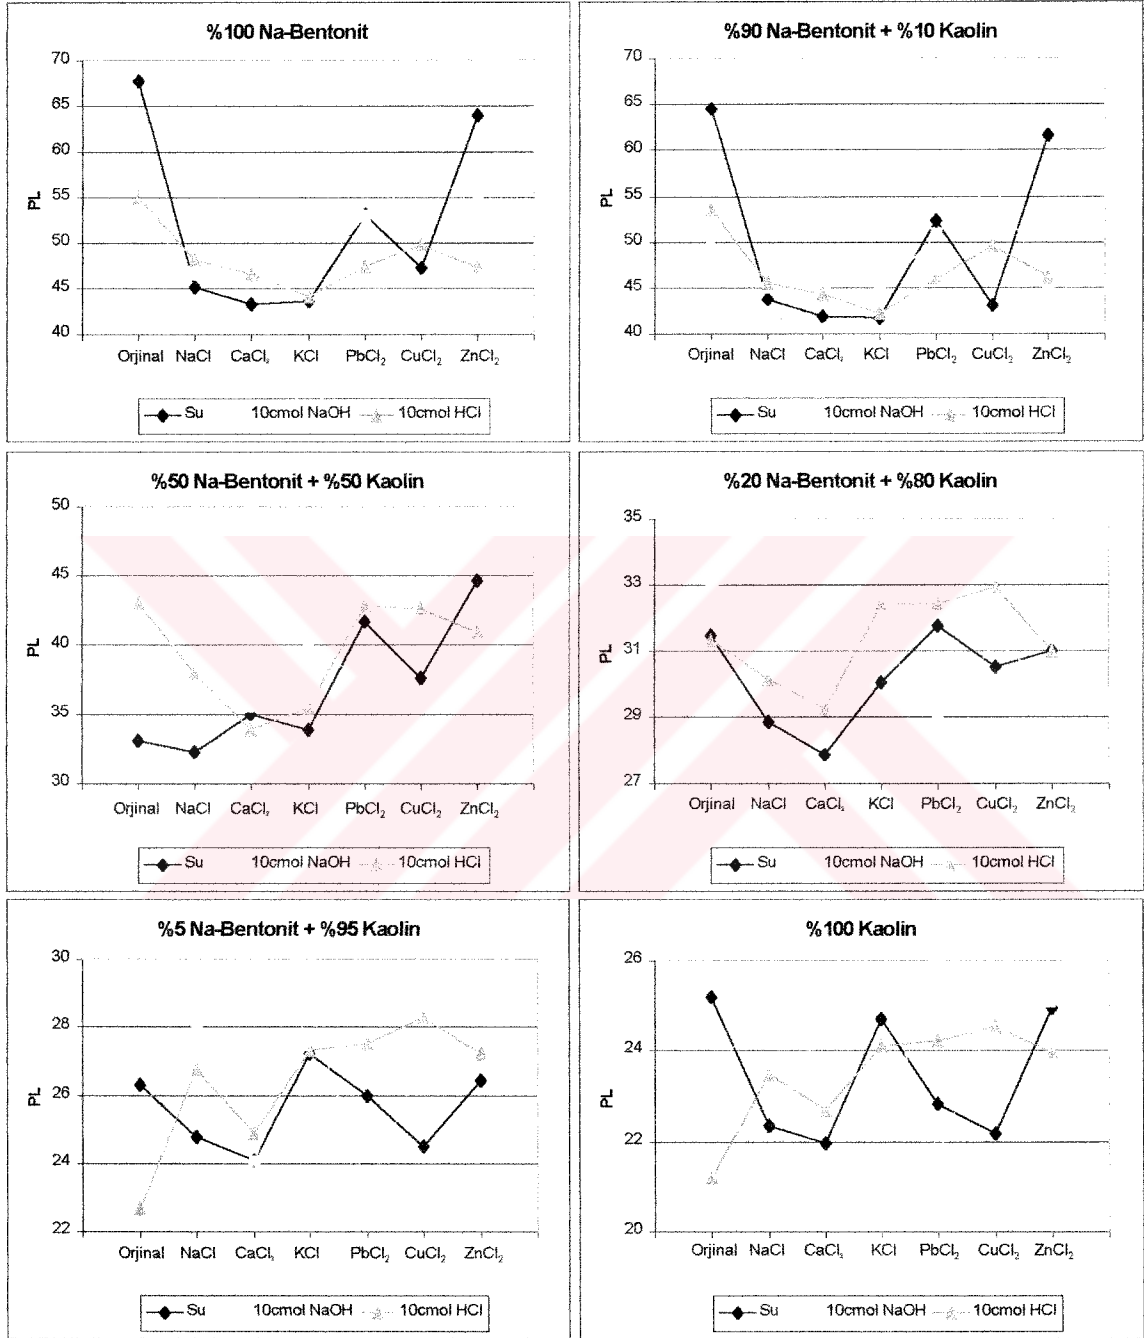 %100 Na-Bentonit
70
65
60
55
50
45
40
PL
Orjinal NaCl CaCl₂ KCl PbCl₂ CuCl₂ ZnCl₂
Su 10cmol NaOH 10cmol HCl
%90 Na-Bentonit + %10 Kaolin
70
65
60
55
50
45
40
PL
Orjinal NaCl CaCl₂ KCl PbCl₂ CuCl₂ ZnCl₂
Su 10cmol NaOH 10cmol HCl
%50 Na-Bentonit + %50 Kaolin
50
45
40
35
30
PL
Orjinal NaCl CaCl₂ KCl PbCl₂ CuCl₂ ZnCl₂
Su 10cmol NaOH 10cmol HCl
%20 Na-Bentonit + %80 Kaolin
35
33
31
29
27
PL
Orjinal NaCl CaCl₂ KCl PbCl₂ CuCl₂ ZnCl₂
Su 10cmol NaOH 10cmol HCl
%5 Na-Bentonit + %95 Kaolin
30
28
26
24
22
PL
Orjinal NaCl CaCl₂ KCl PbCl₂ CuCl₂ ZnCl₂
Su 10cmol NaOH 10cmol HCl
%100 Kaolin
26
24
22
20
PL
Orjinal NaCl CaCl₂ KCl PbCl₂ CuCl₂ ZnCl₂
Su 10cmol NaOH 10cmol HCl